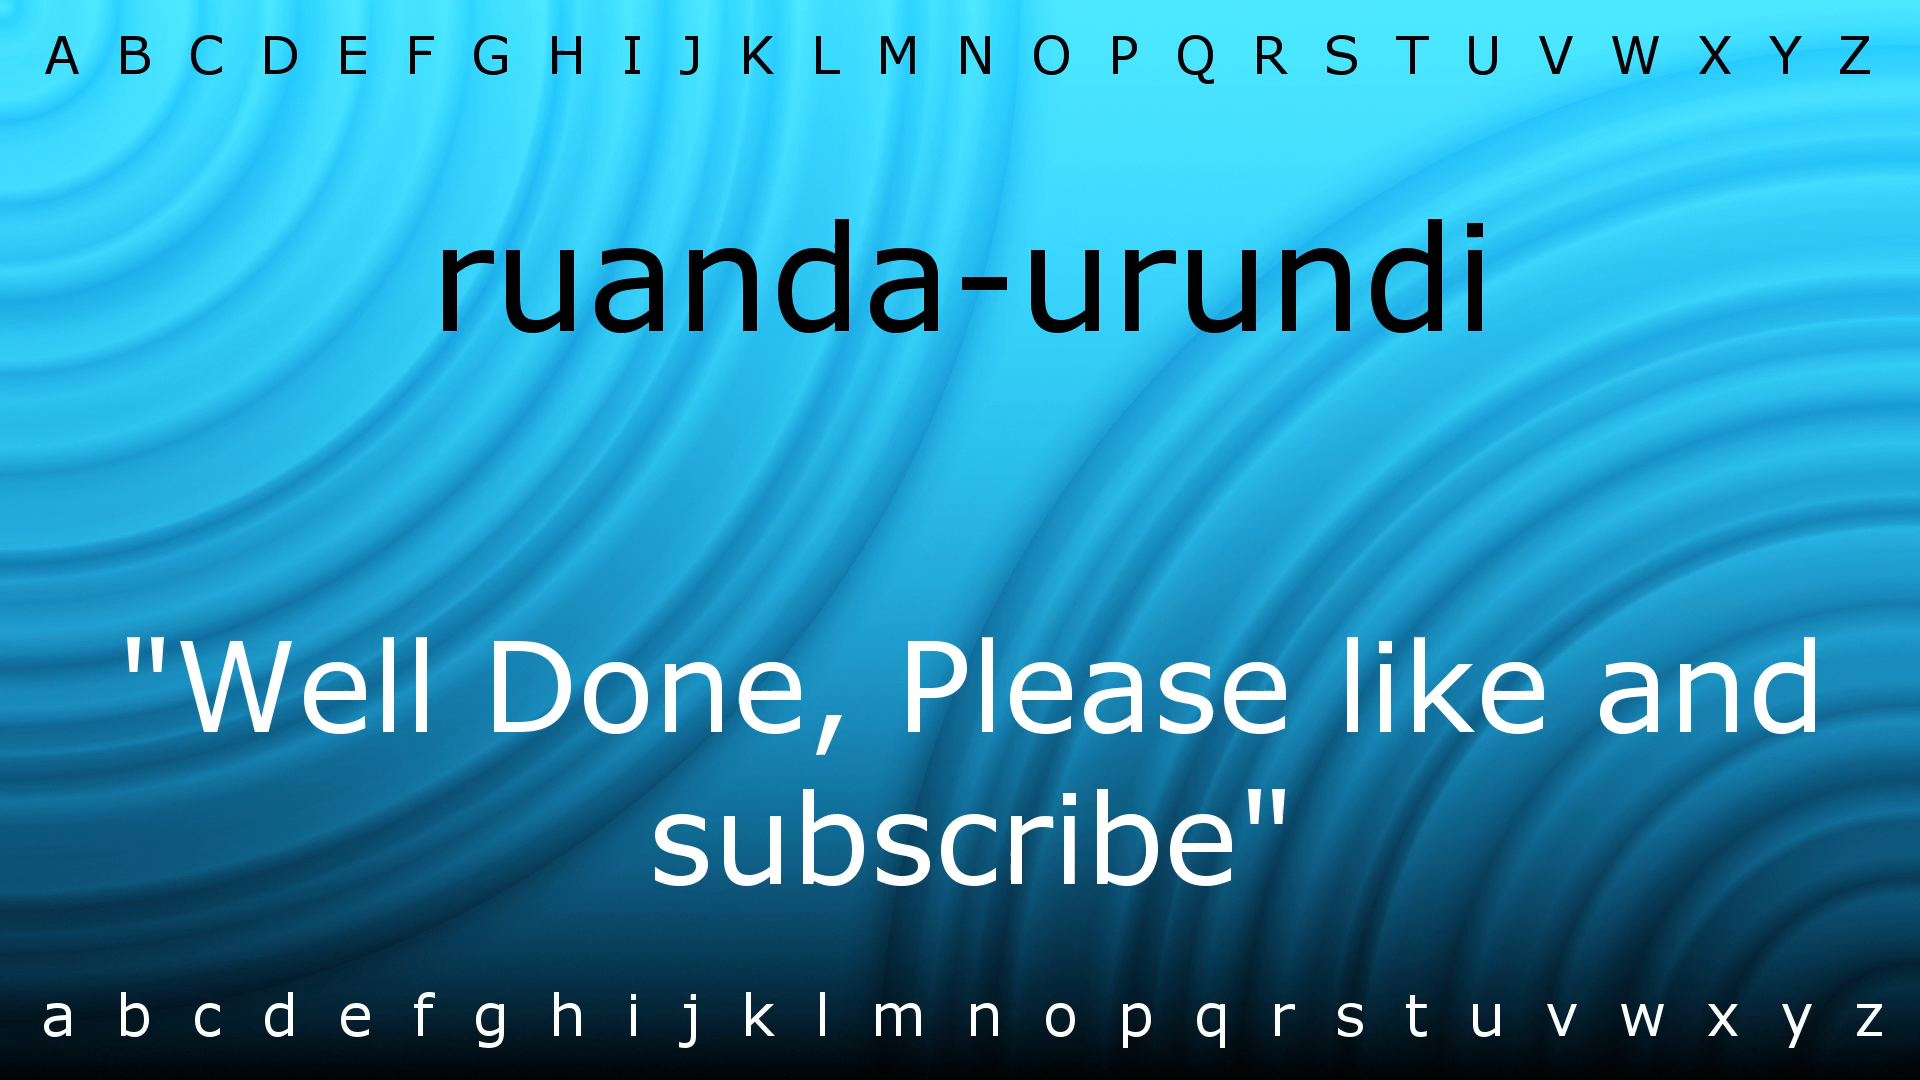 A B C D E F G H I J K L M N O P Q R S T U V W X Y Z
ruanda-urundi
"Well Done, Please like and
subscribe"
a b c d e f g h i j k l m n o p q r s t u v w x y z